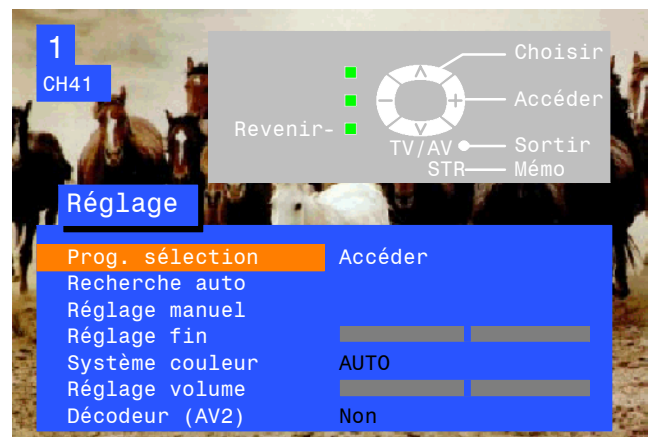 1
CH41
Choisir
Accéder
Revenir-
TV/AV Sortir
STR Mémo
Réglage
Prog. sélection Accéder
Recherche auto
Réglage manuel
Réglage fin
Système couleur AUTO
Réglage volume
Décodeur (AV2) Non